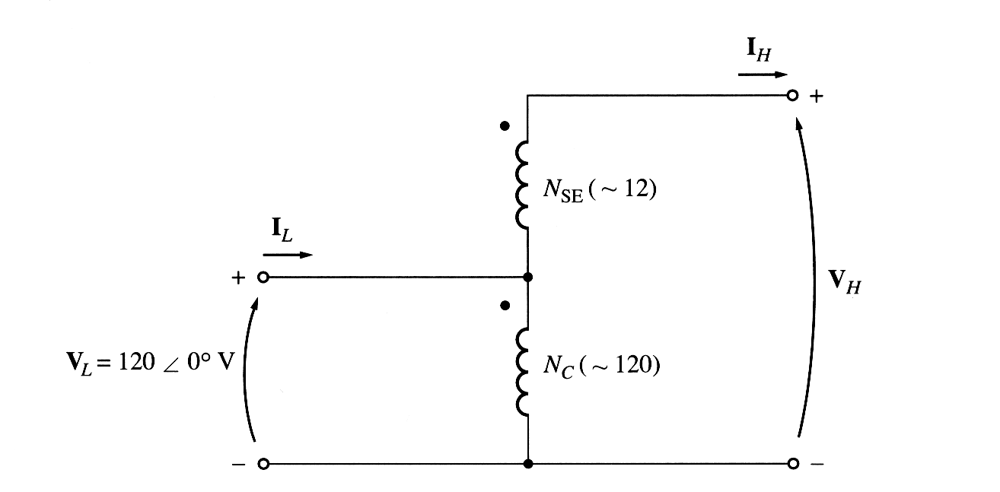 I_H
+
N_SE (~ 12)
I_L
+
V_H
V_L = 120 ∠ 0° V
N_C (~ 120)
−
−